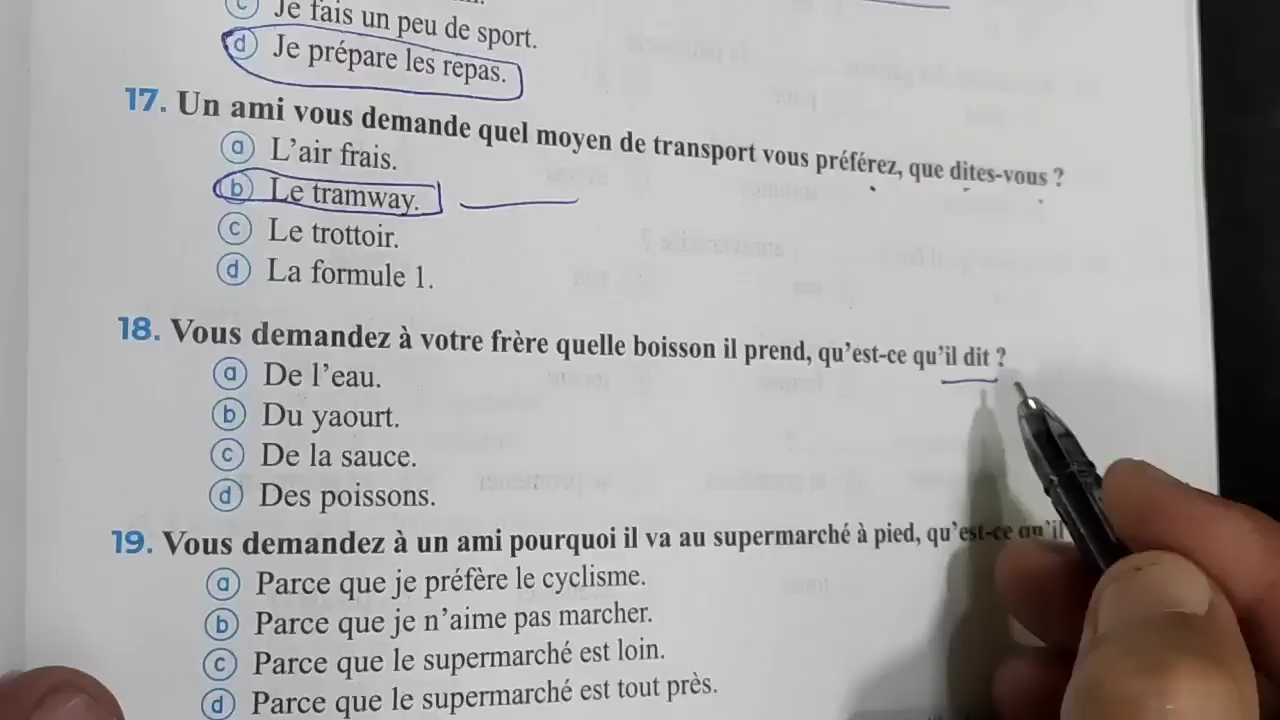 c Je fais un peu de sport.
d Je prépare les repas.
17. Un ami vous demande quel moyen de transport vous préférez, que dites-vous ?
a L'air frais.
b Le tramway.
c Le trottoir.
d La formule 1.
18. Vous demandez à votre frère quelle boisson il prend, qu'est-ce qu'il dit ?
a De l'eau.
b Du yaourt.
c De la sauce.
d Des poissons.
19. Vous demandez à un ami pourquoi il va au supermarché à pied, qu'est-ce qu'il
a Parce que je préfère le cyclisme.
b Parce que je n'aime pas marcher.
c Parce que le supermarché est loin.
d Parce que le supermarché est tout près.